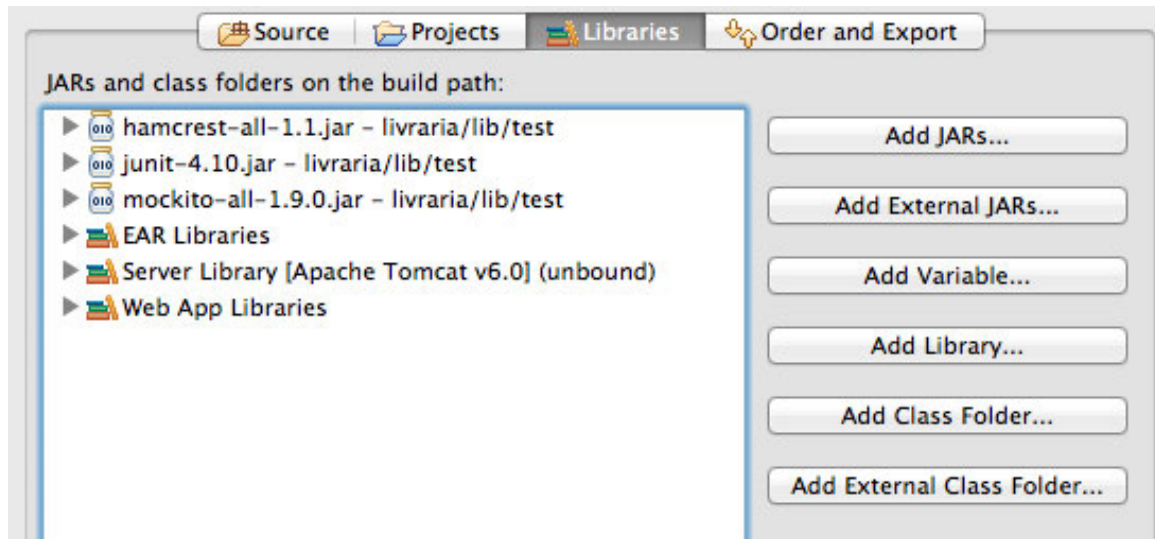 Source Projects Libraries Order and Export
JARs and class folders on the build path:
hamcrest-all-1.1.jar – livraria/lib/test
junit-4.10.jar – livraria/lib/test
mockito-all-1.9.0.jar – livraria/lib/test
EAR Libraries
Server Library [Apache Tomcat v6.0] (unbound)
Web App Libraries
Add JARs...
Add External JARs...
Add Variable...
Add Library...
Add Class Folder...
Add External Class Folder...